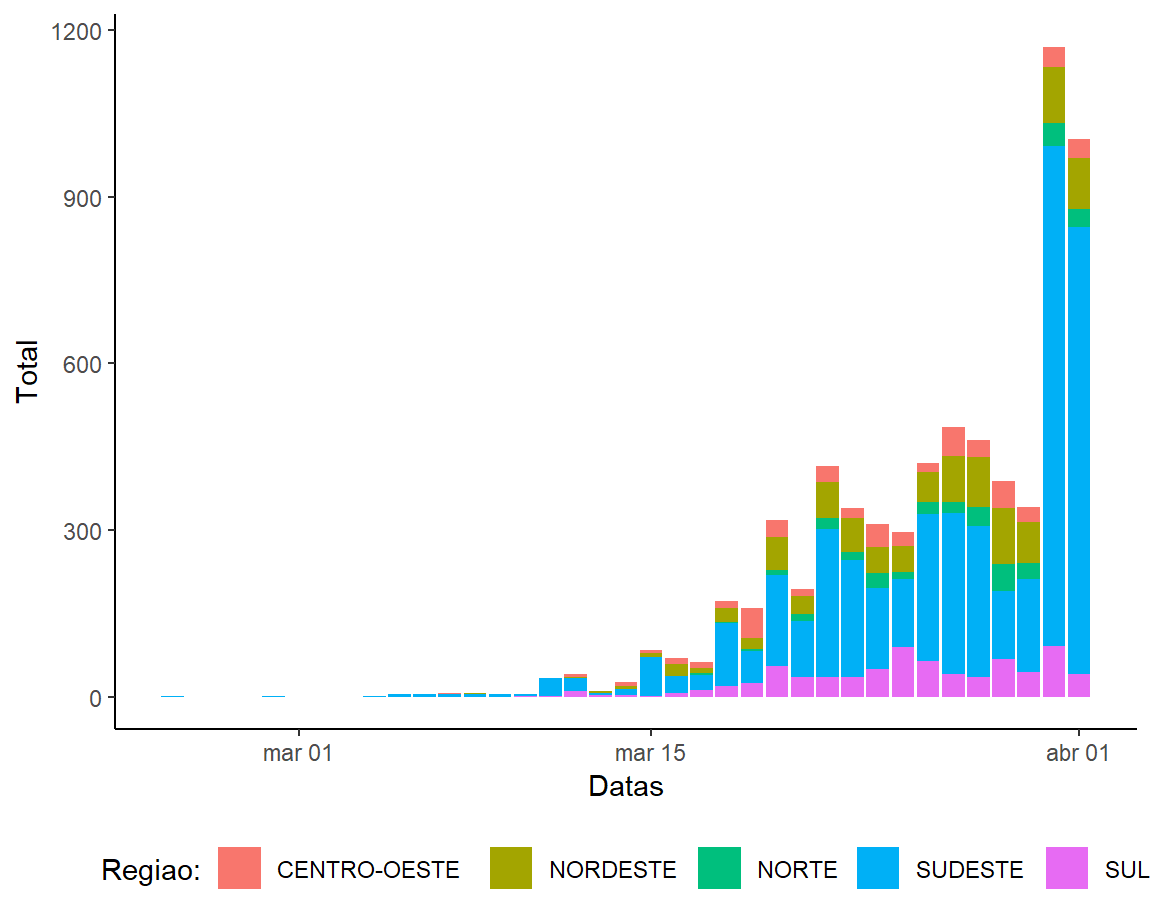 1200
900
600
300
0
Total
mar 01 mar 15 abr 01
Datas
Regiao: CENTRO-OESTE NORDESTE NORTE SUDESTE SUL